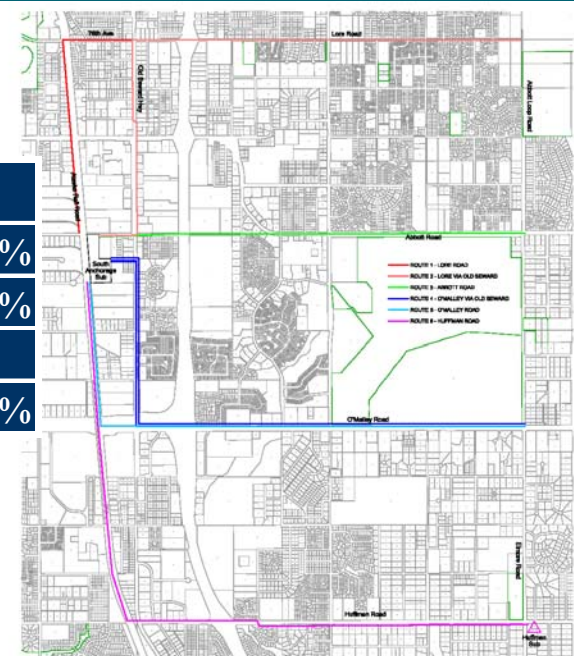 76th Ave
Lore Road
Old Seward Hwy
Abbott Loop Road
%
%
%
Abbott Road
South
Anchorage
Sub
ROUTE 1 - LORE ROAD
ROUTE 2 - LORE VIA OLD SEWARD
ROUTE 3 - ABBOTT ROAD
ROUTE 4 - O'MALLEY VIA OLD SEWARD
ROUTE 5 - O'MALLEY ROAD
ROUTE 6 - HUFFMAN ROAD
O'Malley Road
Elmore Road
Huffman Road
Huffman
Sub